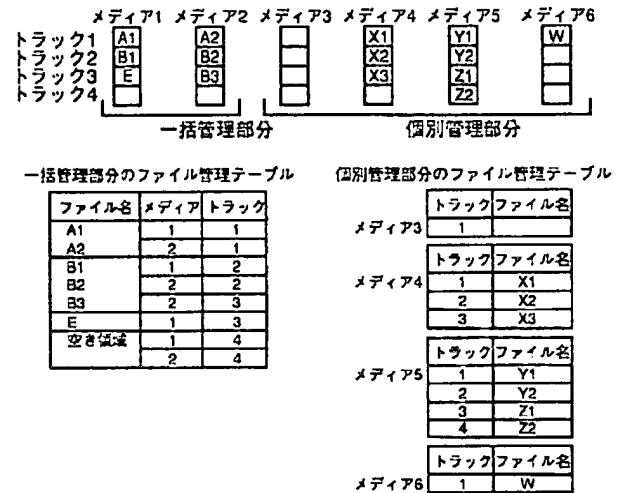 メディア1 メディア2 メディア3 メディア4 メディア5 メディア6
トラック1 A1 A2 X1 Y1 W
トラック2 B1 B2 X2 Y2
トラック3 E B3 X3 Z1
トラック4 Z2
一括管理部分 個別管理部分
一括管理部分のファイル管理テーブル
ファイル名 メディア トラック
A1 1 1
A2 2 1
B1 1 2
B2 2 2
B3 2 3
E 1 3
空き領域 1 4
2 4
個別管理部分のファイル管理テーブル
トラック ファイル名
メディア3 1
トラック ファイル名
メディア4 1 X1
2 X2
3 X3
トラック ファイル名
メディア5 1 Y1
2 Y2
3 Z1
4 Z2
トラック ファイル名
メディア6 1 W